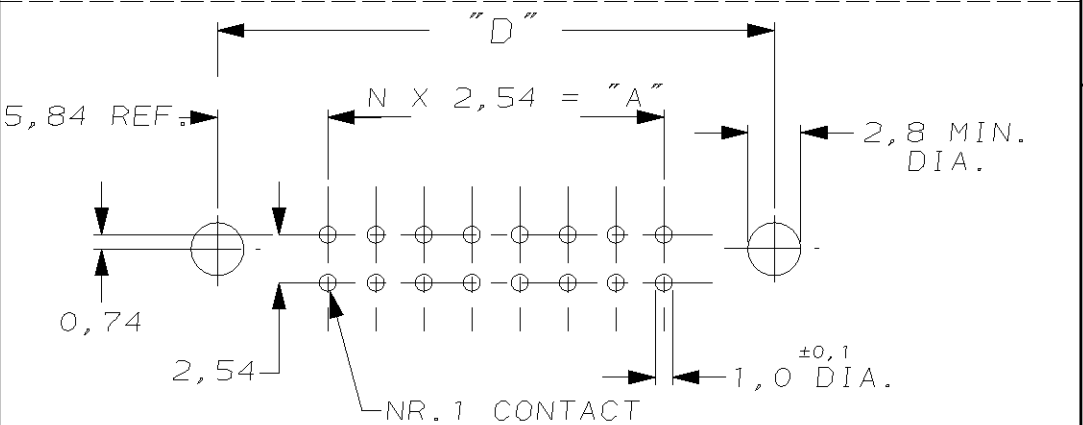 "D"
N X 2,54 = "A"
5,84 REF.
2,8 MIN.
DIA.
0,74
2,54
±0,1
1,0 DIA.
NR.1 CONTACT